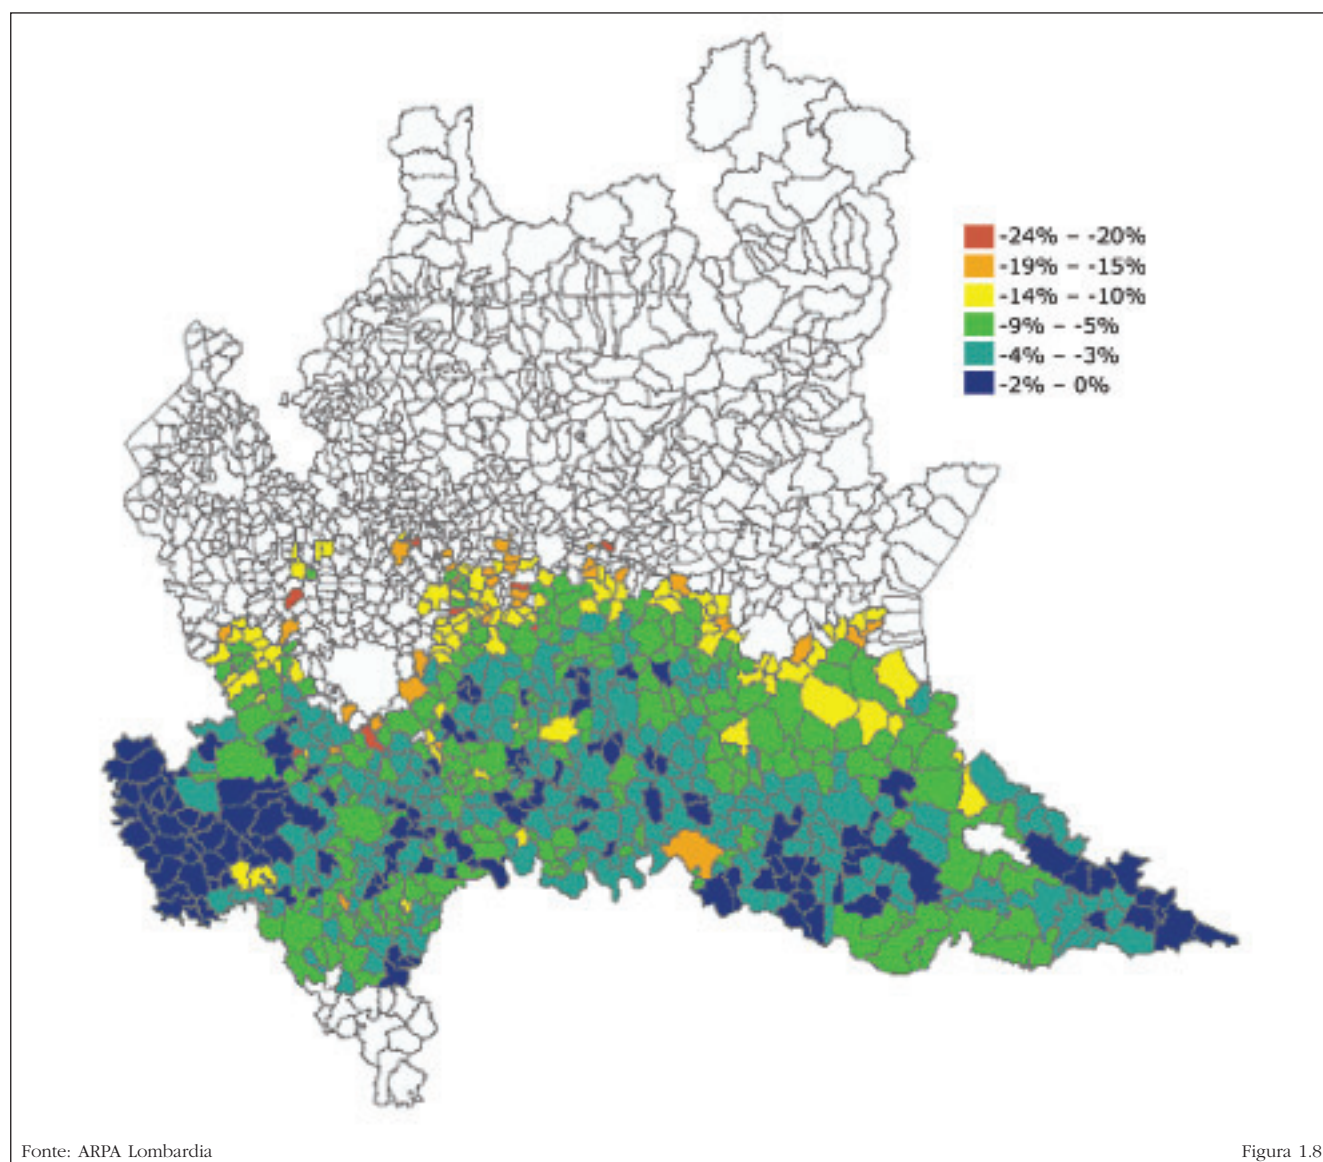 -24% – -20%
-19% – -15%
-14% – -10%
-9% – -5%
-4% – -3%
-2% – 0%
Fonte: ARPA Lombardia
Figura 1.8